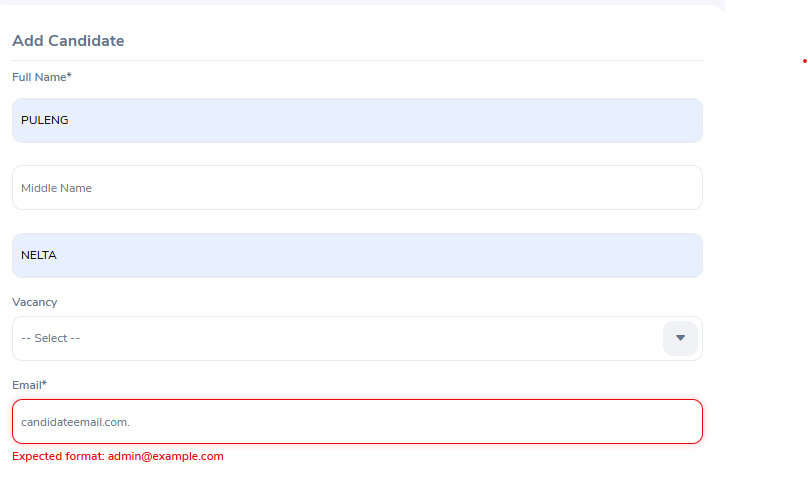 Add Candidate
Full Name*
PULENG
Middle Name
NELTA
Vacancy
-- Select --
Email*
candidateemail.com.
Expected format: admin@example.com